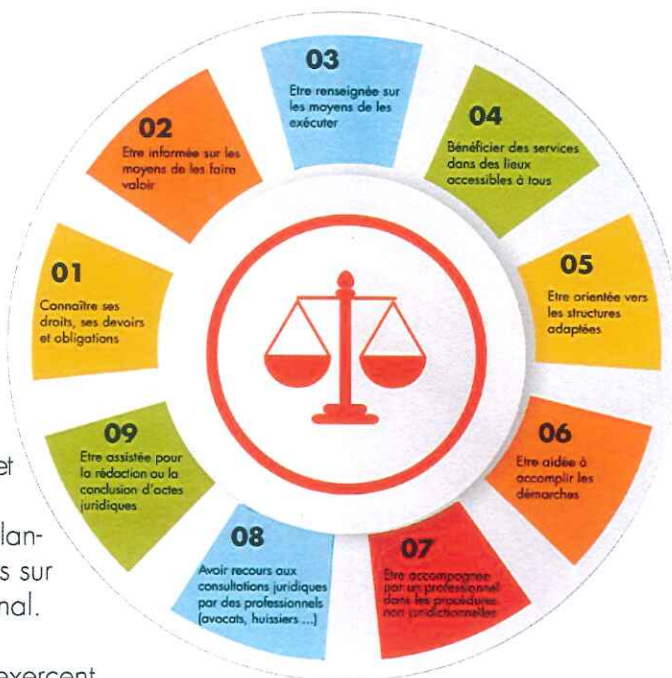 03
Etre renseignée sur
les moyens de les
exécuter
02
Etre informée sur les
moyens de les faire
valoir
04
Bénéficier des services
dans des lieux
accessibles à tous
01
Connaître ses
droits, ses devoirs
et obligations
05
Etre orientée vers
les structures
adaptées
09
Etre assistée pour
la rédaction ou la
conclusion d'actes
juridiques
06
Etre aidée à
accomplir les
démarches
08
Avoir recours aux
consultations juridiques
par des professionnels
(avocats, huissiers ...)
07
Etre accompagnée
par un professionnel
dans les procédures
non juridictionnelles
et
lan-
s sur
nal.
exercent